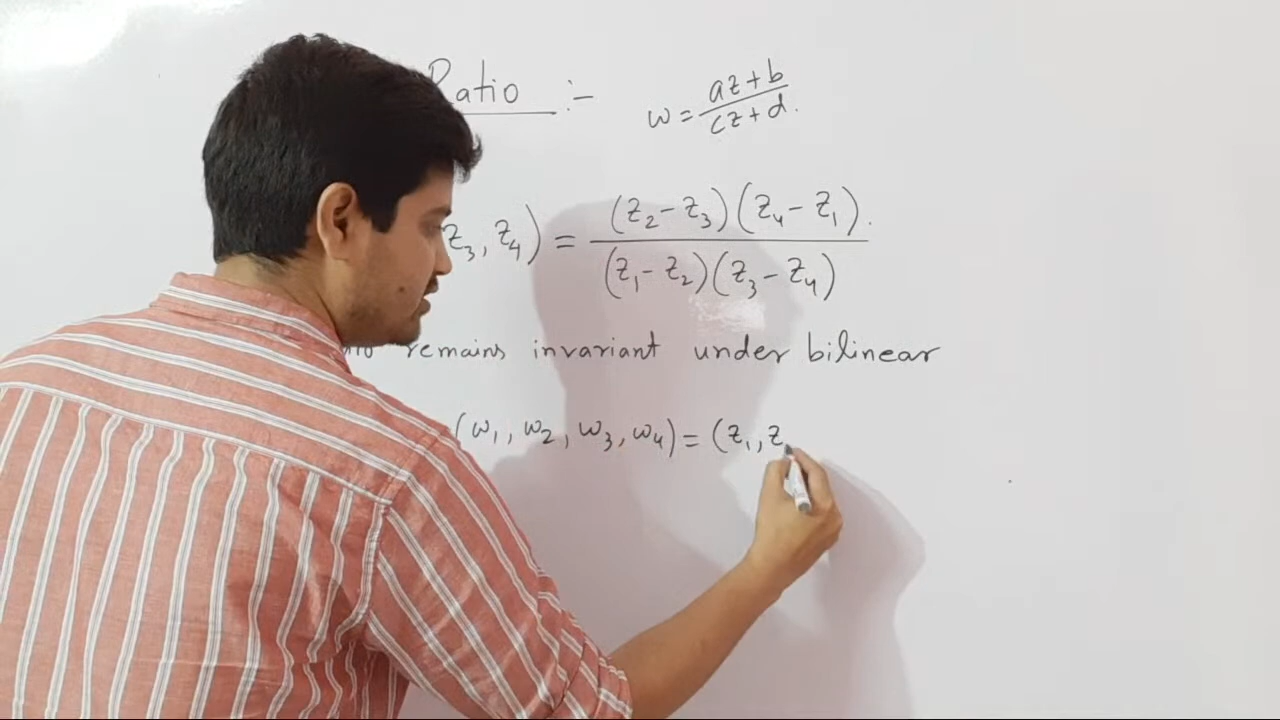 Ratio :-
w = az+b / cz+d.
z₃, z₄) = (z₂-z₃)(z₄-z₁). / (z₁-z₂)(z₃-z₄)
remains invariant under bilinear
(w₁, w₂, w₃, w₄) = (z₁, z